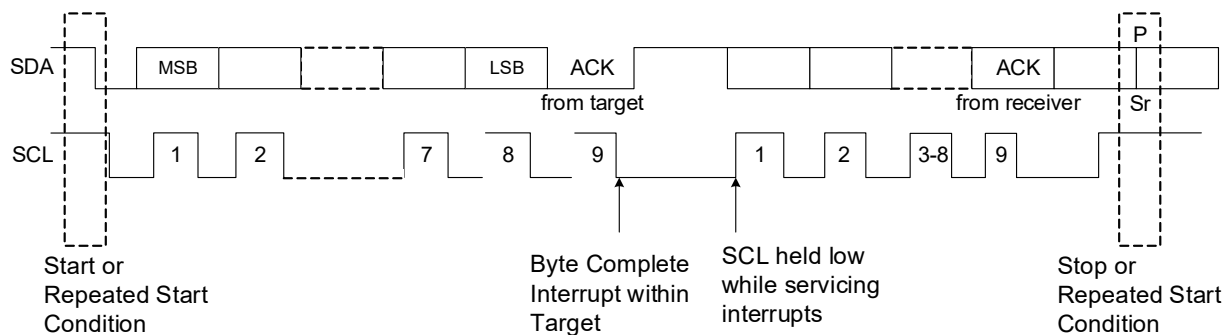 P
SDA MSB LSB ACK ACK
from target from receiver Sr
SCL 1 2 7 8 9 1 2 3-8 9
Start or
Repeated Start
Condition
Byte Complete
Interrupt within
Target
SCL held low
while servicing
interrupts
Stop or
Repeated Start
Condition